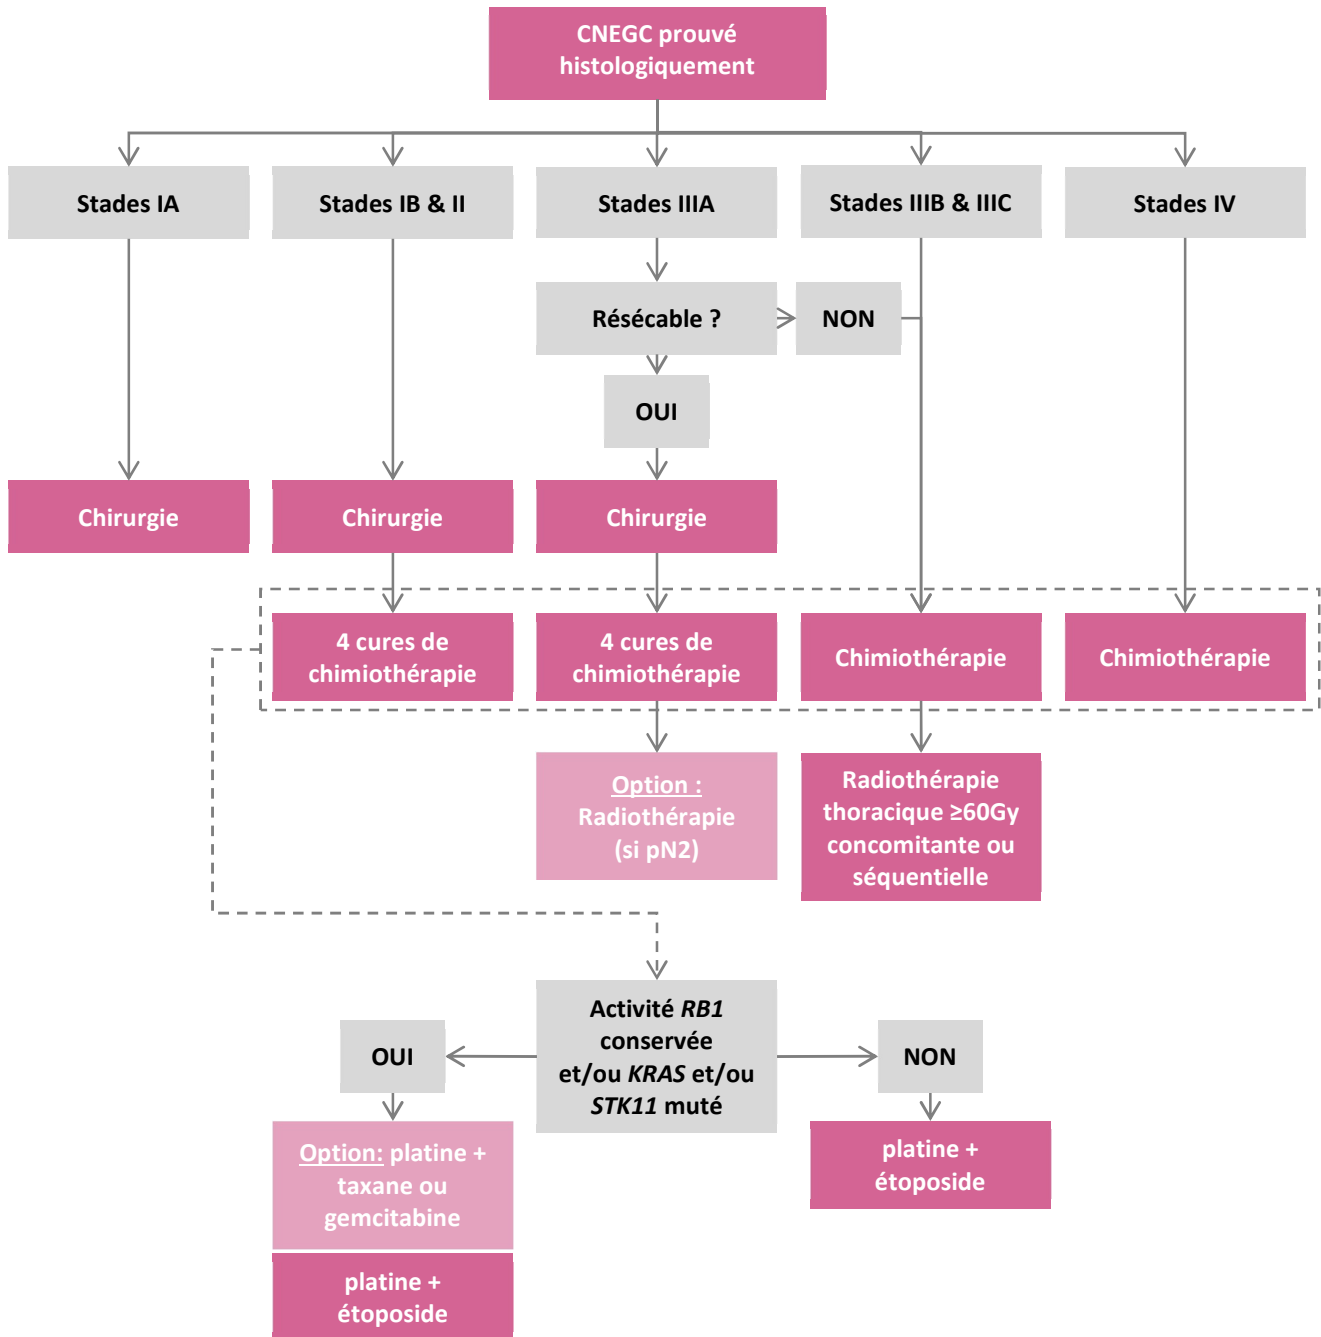 CNEGC prouvé
histologiquement
Stades IA
Stades IB & II
Stades IIIA
Stades IIIB & IIIC
Stades IV
Résécable ?
NON
OUI
Chirurgie
Chirurgie
Chirurgie
4 cures de
chimiothérapie
4 cures de
chimiothérapie
Chimiothérapie
Chimiothérapie
Option :
Radiothérapie
(si pN2)
Radiothérapie
thoracique ≥60Gy
concomitante ou
séquentielle
Activité RB1
conservée
et/ou KRAS et/ou
STK11 muté
OUI
NON
Option: platine +
taxane ou
gemcitabine
platine +
étoposide
platine +
étoposide